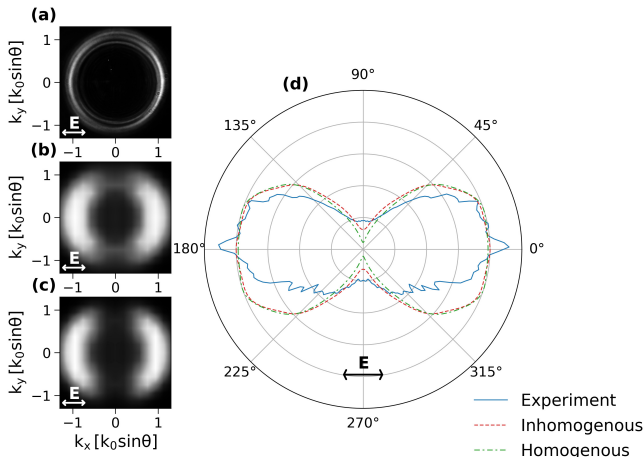 (a)
1
0
−1
k_y [k_0sinθ]
E
−1 0 1
(b)
1
0
−1
k_y [k_0sinθ]
E
−1 0 1
(c)
1
0
−1
k_y [k_0sinθ]
E
−1 0 1
k_x [k_0sinθ]
(d)
90°
135° 45°
180° 0°
E
225° 315°
270°
Experiment
Inhomogenous
Homogenous